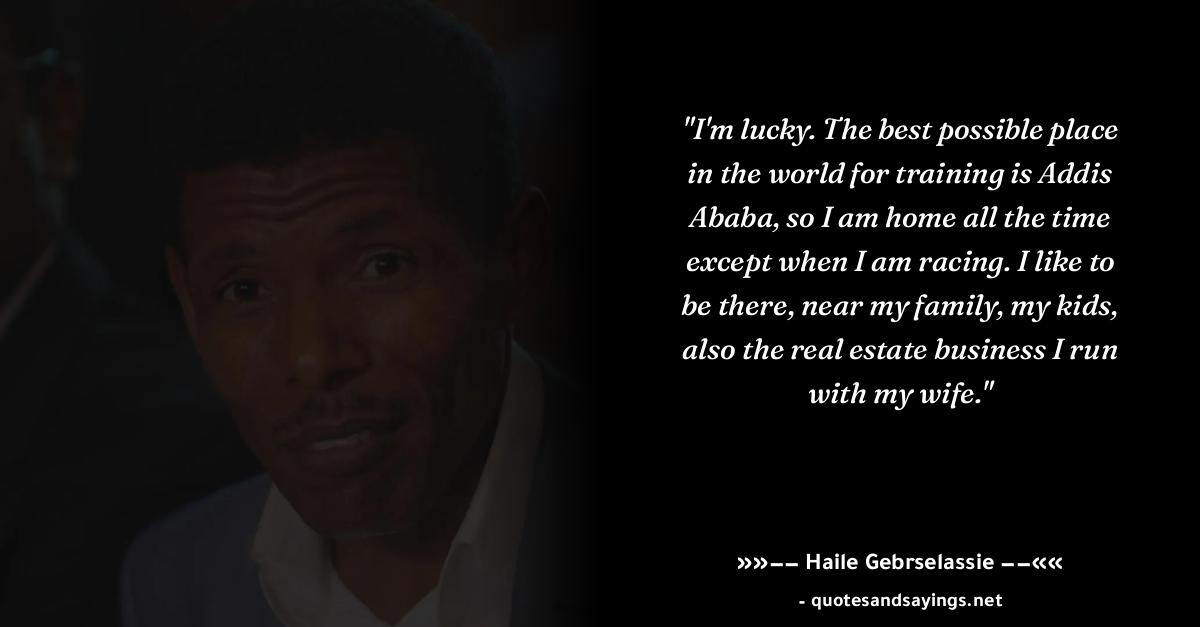 "I'm lucky. The best possible place
in the world for training is Addis
Ababa, so I am home all the time
except when I am racing. I like to
be there, near my family, my kids,
also the real estate business I run
with my wife."
»»–– Haile Gebrselassie ––««
- quotesandsayings.net